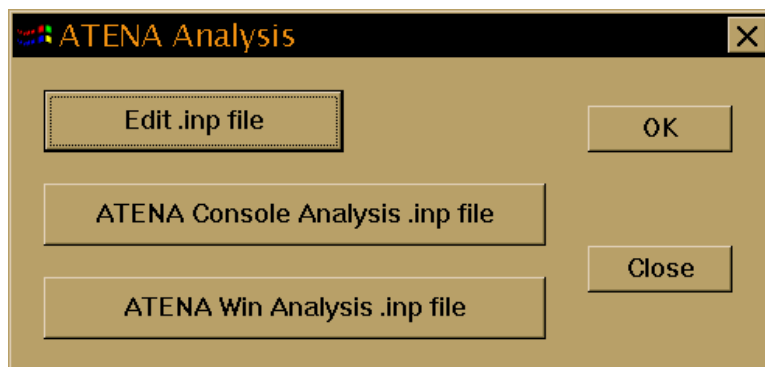 ATENA Analysis
Edit .inp file
OK
ATENA Console Analysis .inp file
Close
ATENA Win Analysis .inp file